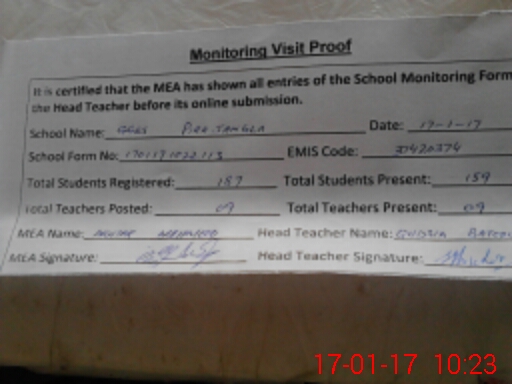 Monitoring Visit Proof
It is certified that the MEA has shown all entries of the School Monitoring Form
the Head Teacher before its online submission.
School Name: GGES Date: 17-1-17
School Form No: EMIS Code:
Total Students Registered: 187 Total Students Present: 159
Total Teachers Posted: 09 Total Teachers Present: 09
MEA Name: Head Teacher Name:
MEA Signature: Head Teacher Signature:
17-01-17 10:23